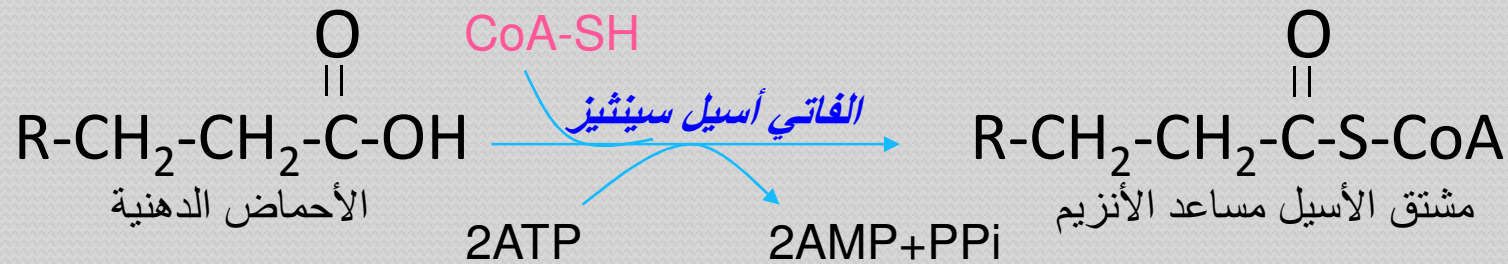 O CoA-SH O
الفاتي أسيل سينثيز
R-CH₂-CH₂-C-OH R-CH₂-CH₂-C-S-CoA
الأحماض الدهنية مشتق الأسيل مساعد الأنزيم
2ATP 2AMP+PPi